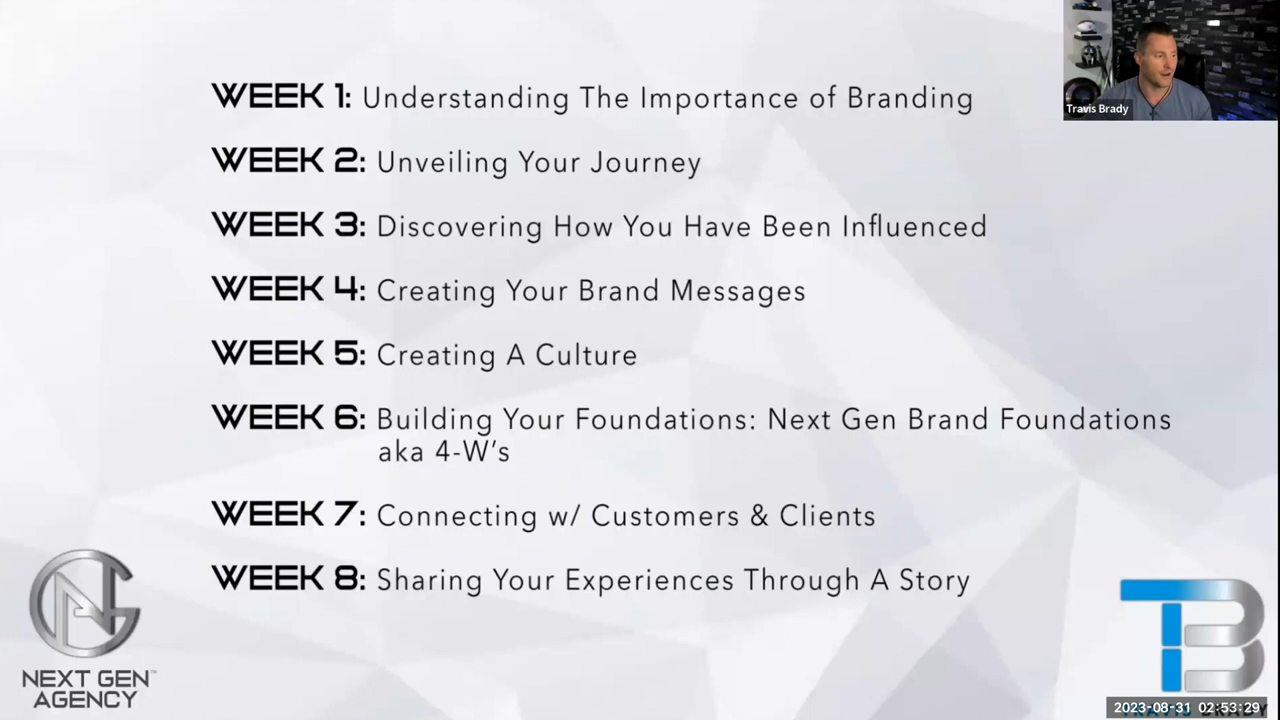 WEEK 1: Understanding The Importance of Branding
Travis Brady
WEEK 2: Unveiling Your Journey
WEEK 3: Discovering How You Have Been Influenced
WEEK 4: Creating Your Brand Messages
WEEK 5: Creating A Culture
WEEK 6: Building Your Foundations: Next Gen Brand Foundations
aka 4-W's
WEEK 7: Connecting w/ Customers & Clients
WEEK 8: Sharing Your Experiences Through A Story
NEXT GEN™
AGENCY
TB
2023-08-31 02:53:29